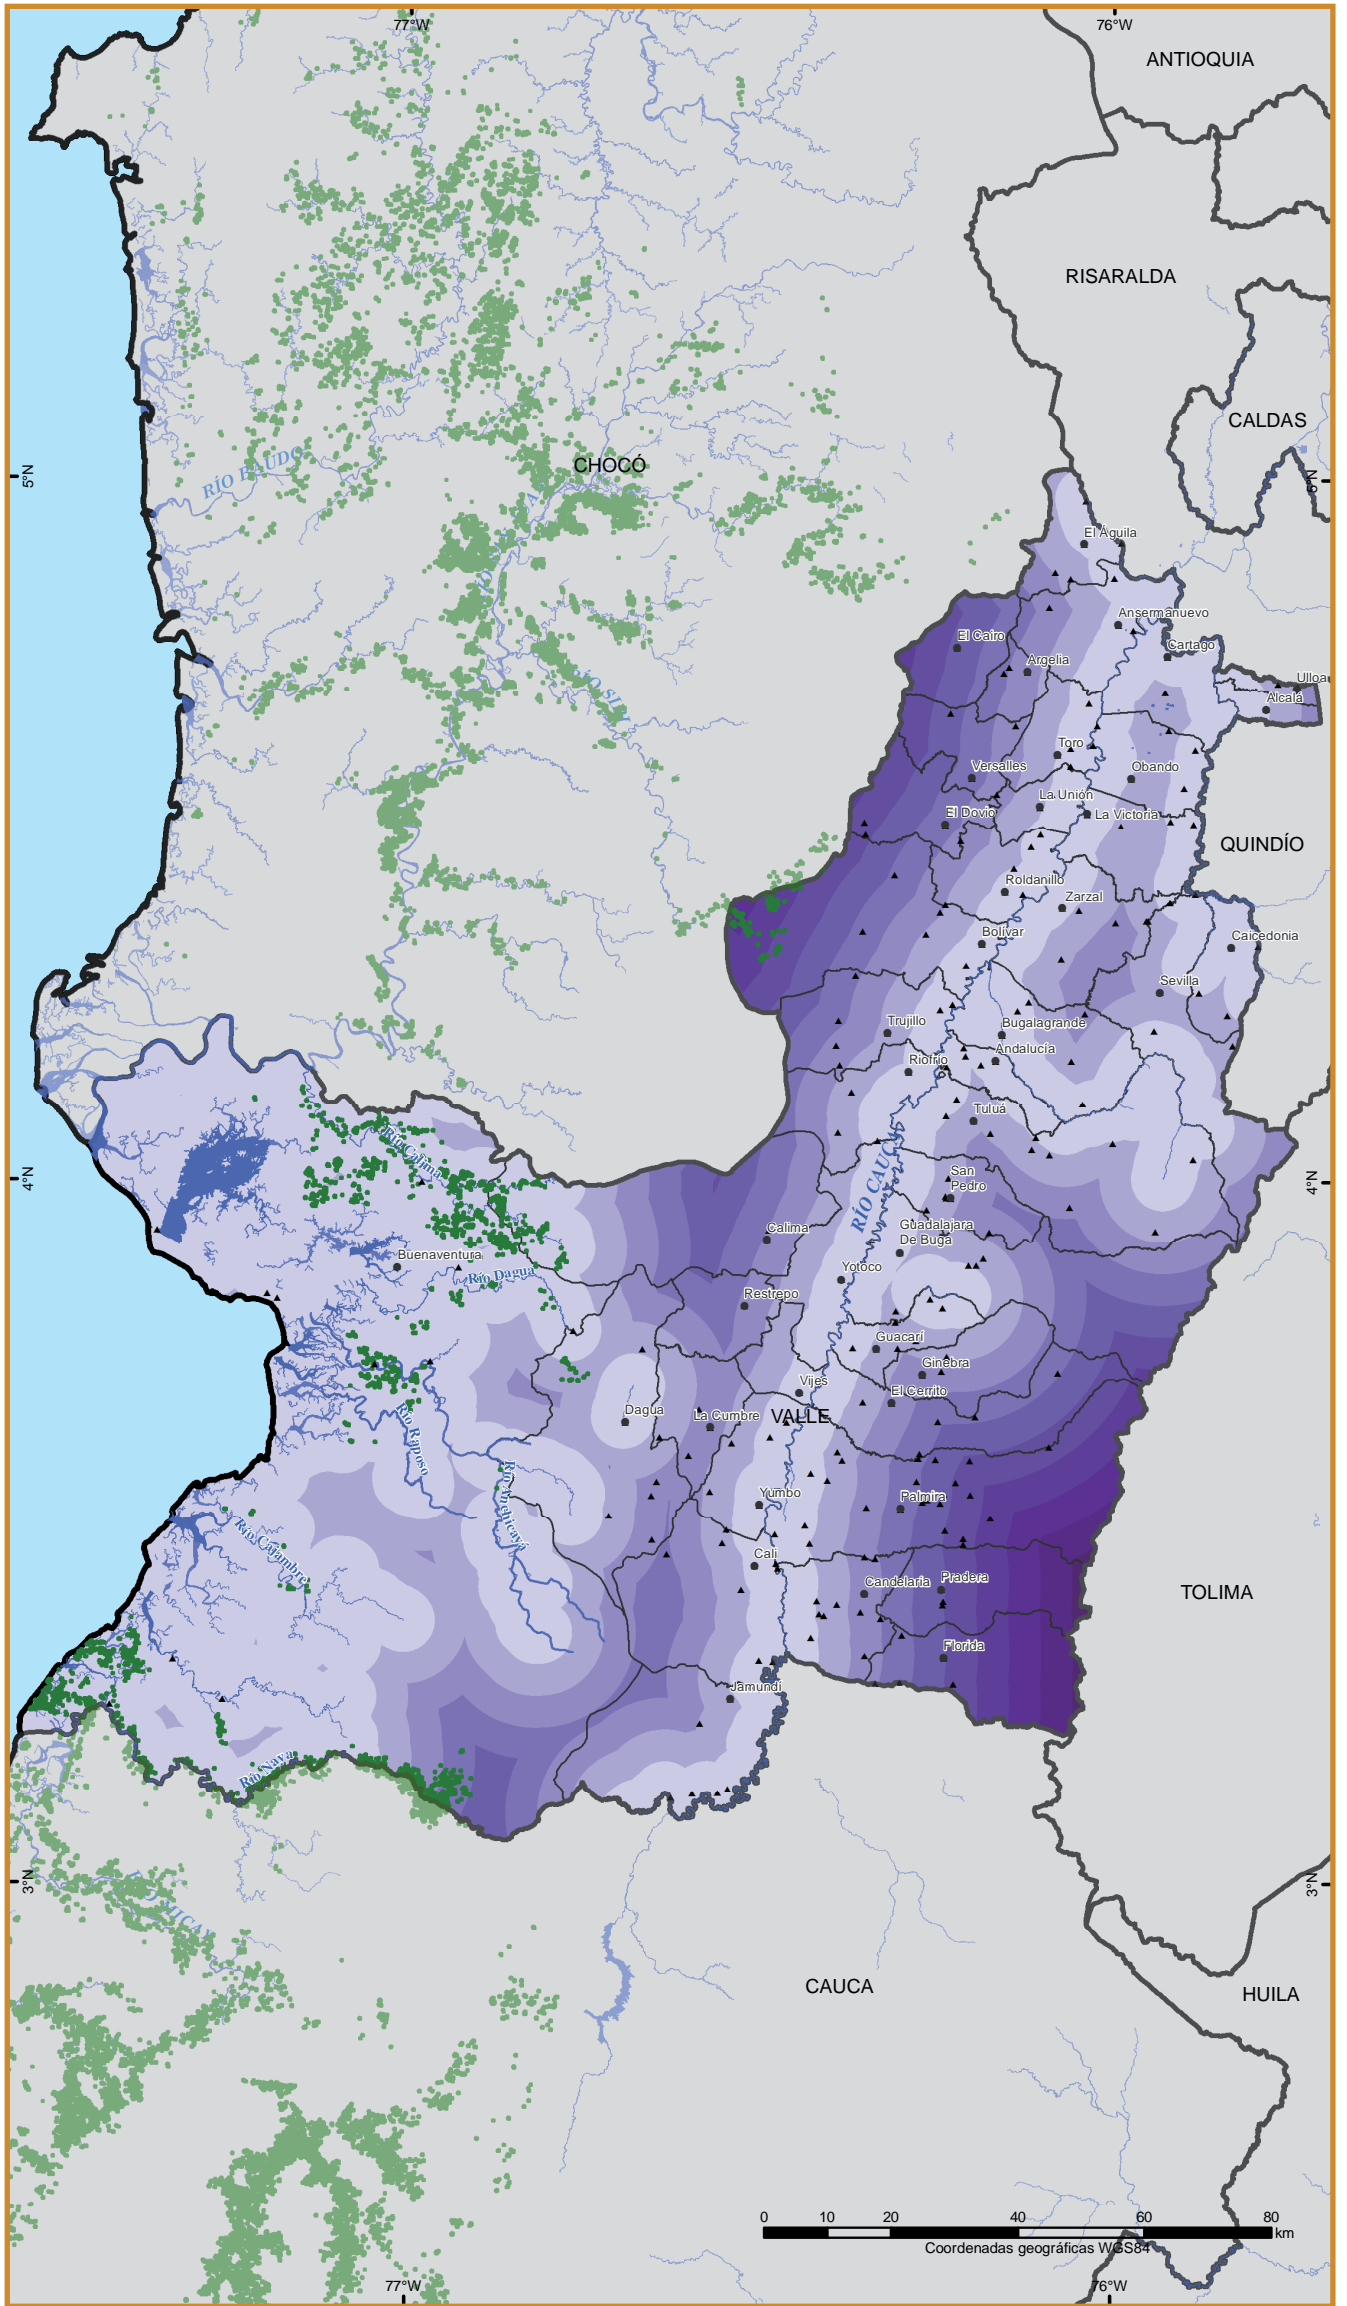 77°W
76°W
ANTIOQUIA
RISARALDA
CALDAS
RÍO BAUDO
CHOCÓ
5°N
5°N
El Águila
Ansermanuevo
El Cairo
Cartago
Argelia
Ulloa
Alcalá
Toro
Versalles
Obando
La Unión
El Dovio
La Victoria
QUINDÍO
Roldanillo
Zarzal
Bolívar
Caicedonia
Sevilla
Trujillo
Bugalagrande
Andalucía
Riofrío
Tuluá
Río Calima
RÍO CAUCA
4°N
4°N
San
Pedro
Calima
Guadalajara
De Buga
Buenaventura
Río Dagua
Yotoco
Restrepo
Guacarí
Ginebra
Vijes
El Cerrito
Dagua
La Cumbre
VALLE
Río Raposo
Río Anchicayá
Yumbo
Palmira
Río Cajambre
Cali
Candelaria
Pradera
TOLIMA
Florida
Jamundí
Río Naya
3°N
3°N
CAUCA
HUILA
0 10 20 40 60 80
km
Coordenadas geográficas WGS84
77°W
76°W